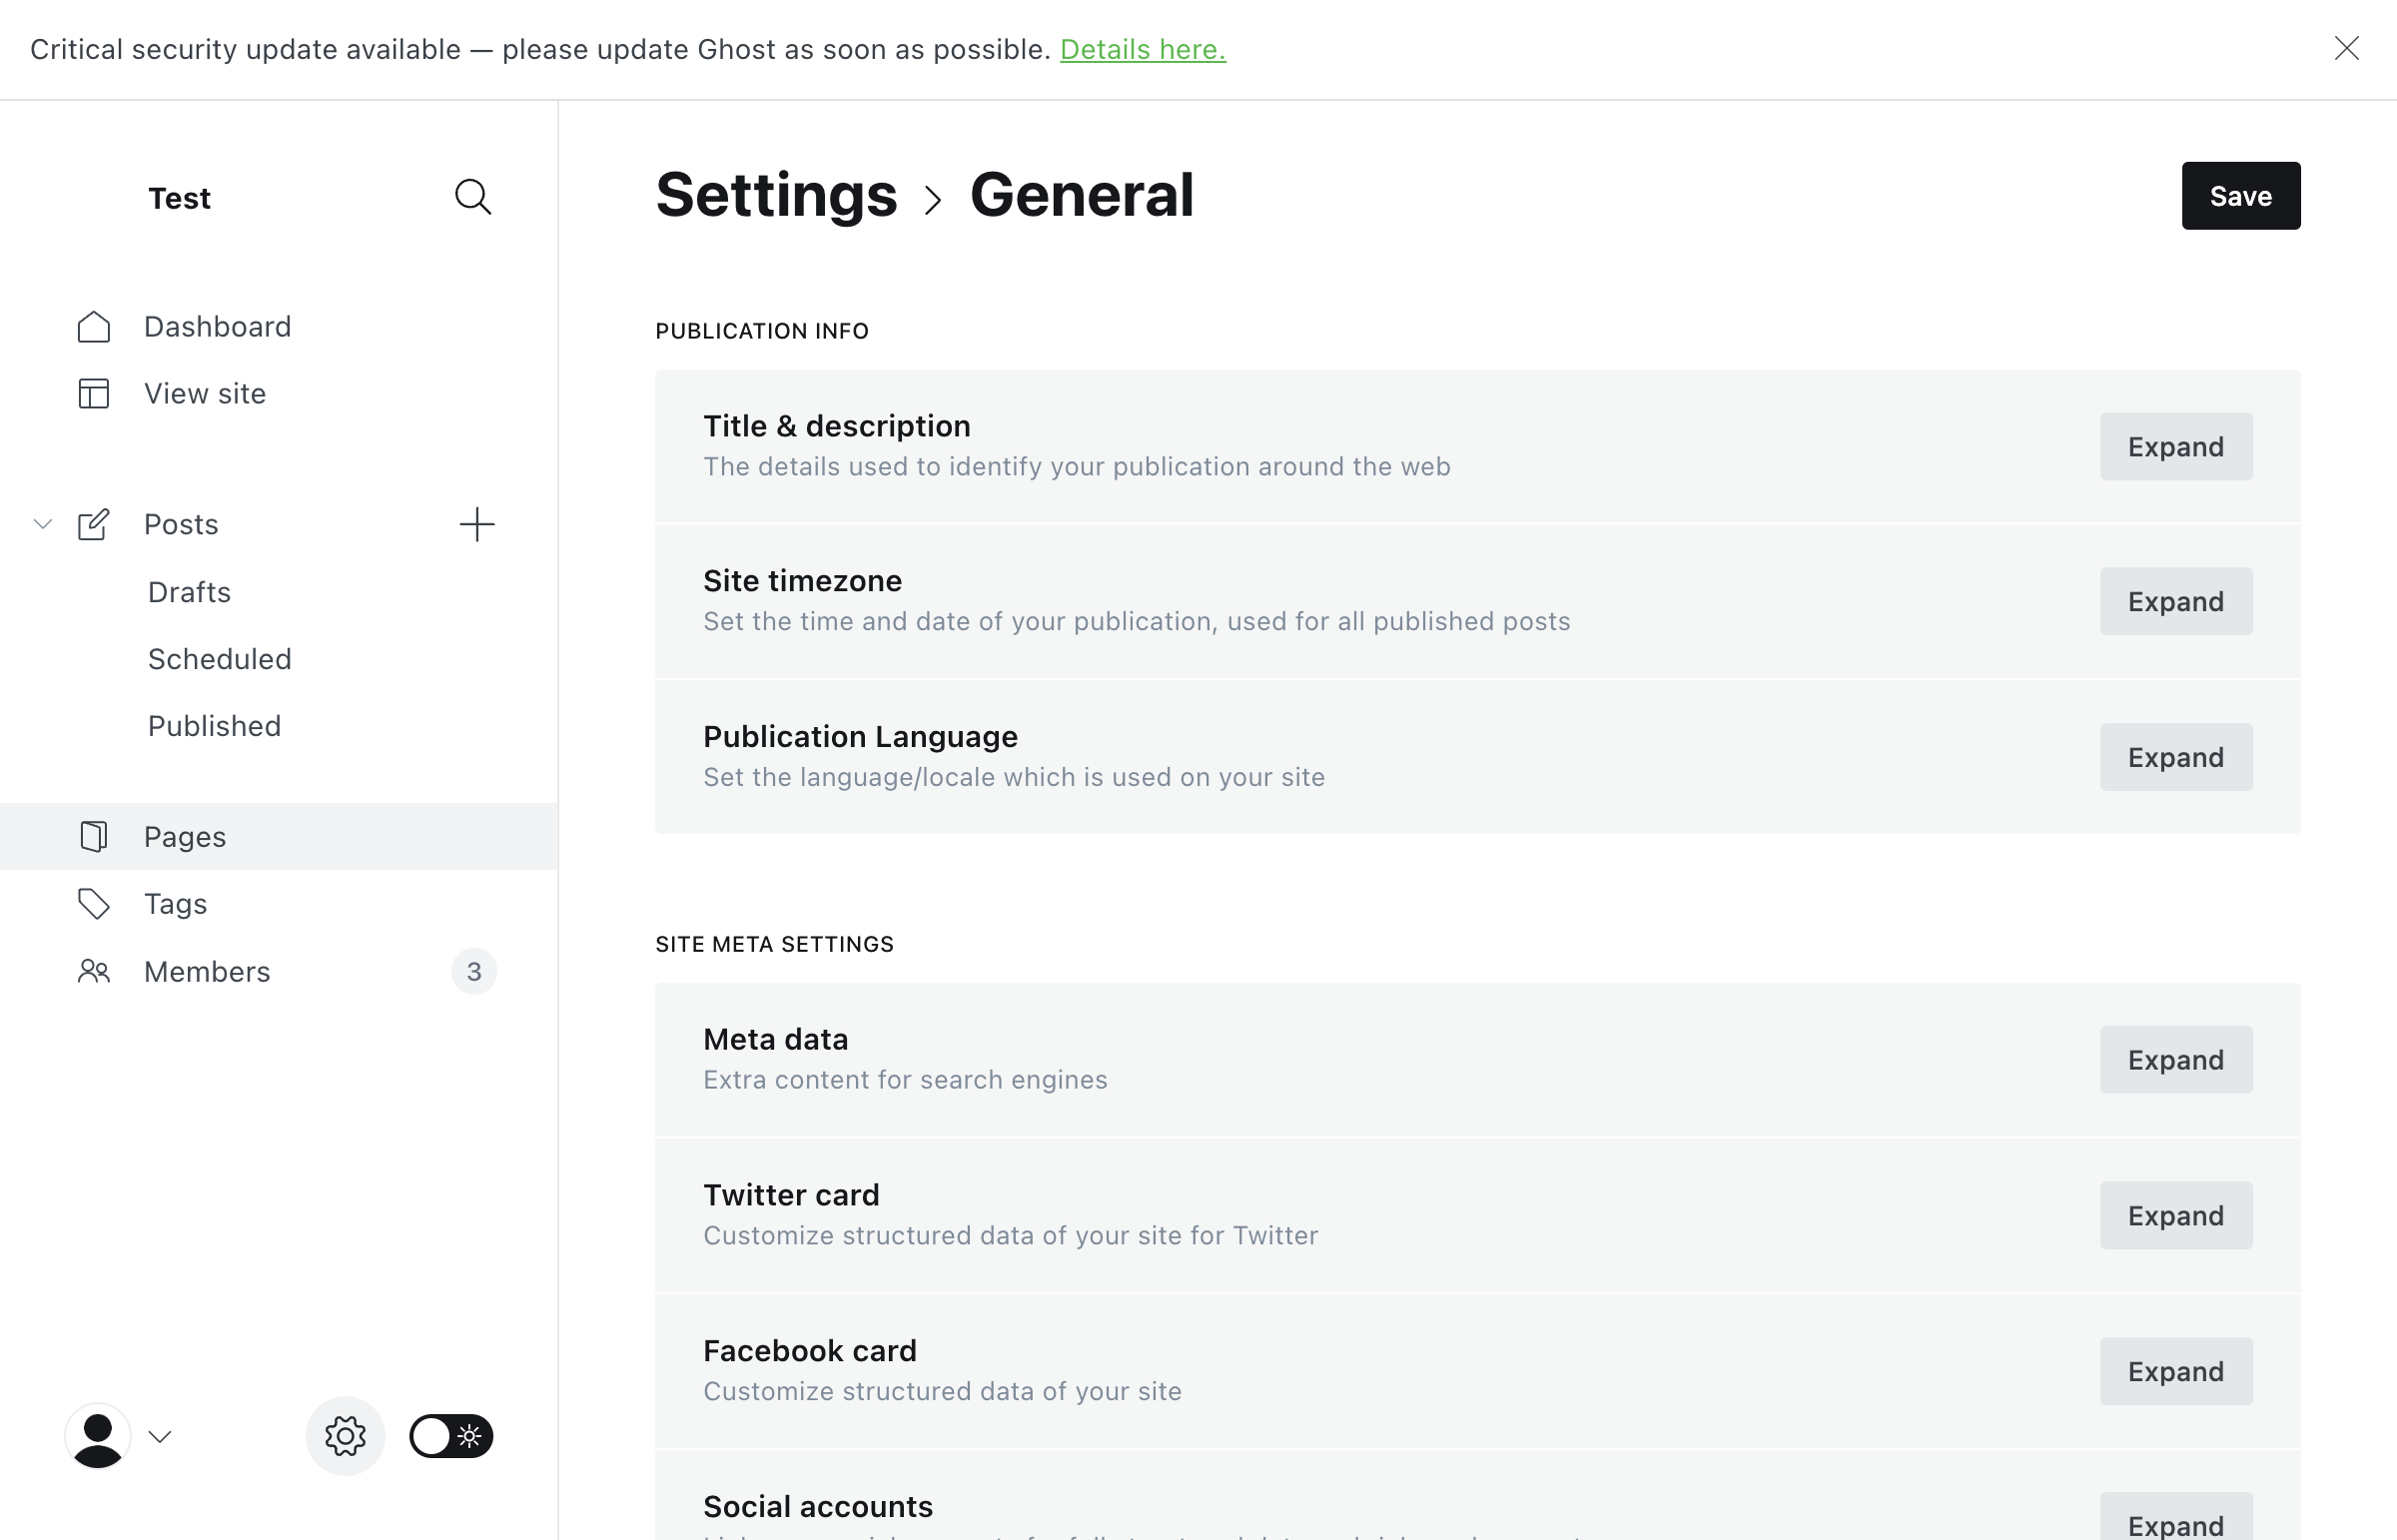 Critical security update available — please update Ghost as soon as possible. Details here.
Test
Dashboard
View site
Posts
Drafts
Scheduled
Published
Pages
Tags
Members
3
Settings > General
Save
PUBLICATION INFO
Title & description
The details used to identify your publication around the web
Expand
Site timezone
Set the time and date of your publication, used for all published posts
Expand
Publication Language
Set the language/locale which is used on your site
Expand
SITE META SETTINGS
Meta data
Extra content for search engines
Expand
Twitter card
Customize structured data of your site for Twitter
Expand
Facebook card
Customize structured data of your site
Expand
Social accounts
Expand